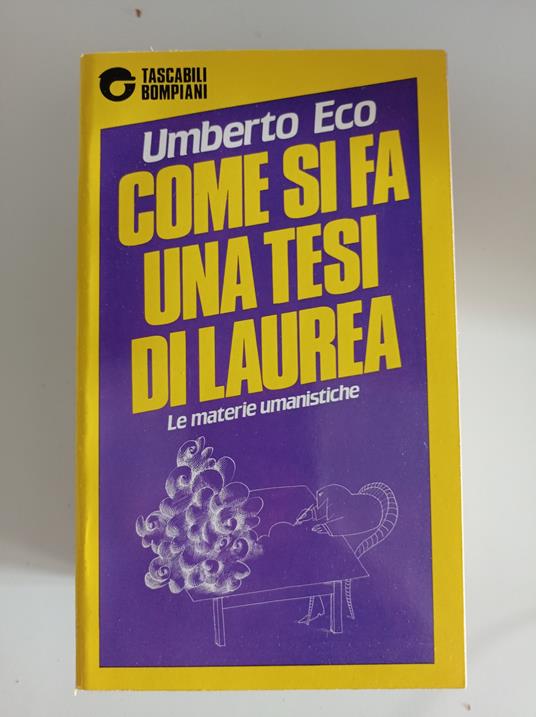 TASCABILI
BOMPIANI
Umberto Eco
COME SI FA
UNA TESI
DI LAUREA
Le materie umanistiche